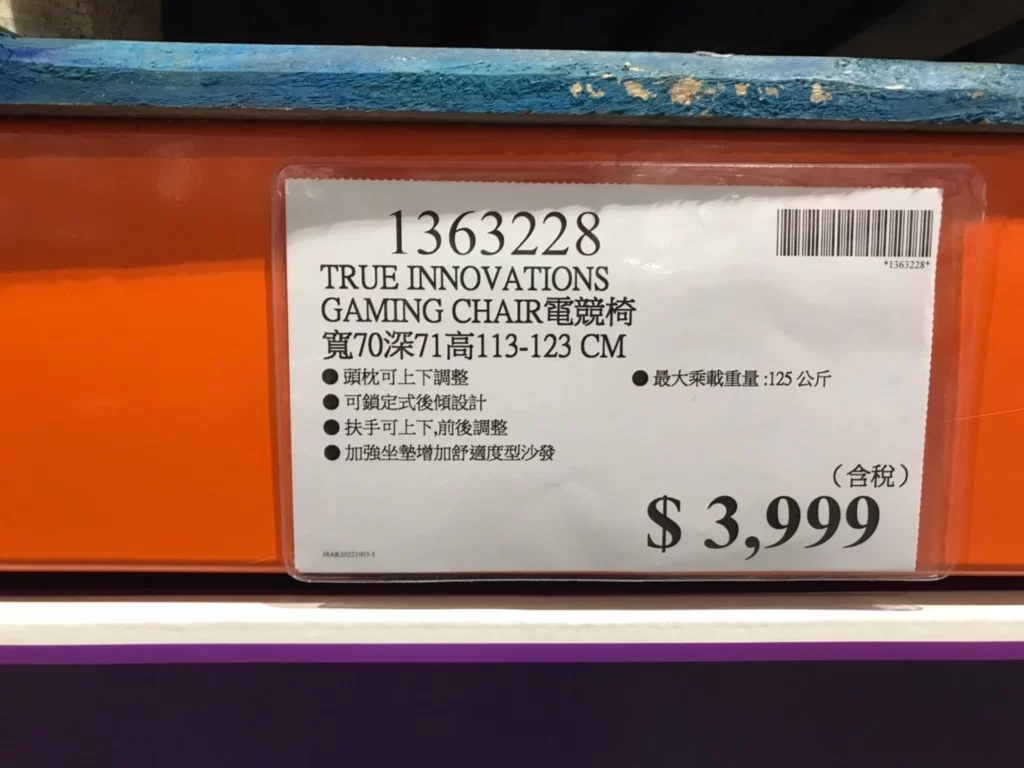 1363228
*1363228*
TRUE INNOVATIONS
GAMING CHAIR電競椅
寬70深71高113-123 CM
●頭枕可上下調整
●最大乘載重量:125公斤
●可鎖定式後傾設計
●扶手可上下,前後調整
●加強坐墊增加舒適度型沙發
(含稅)
$ 3,999